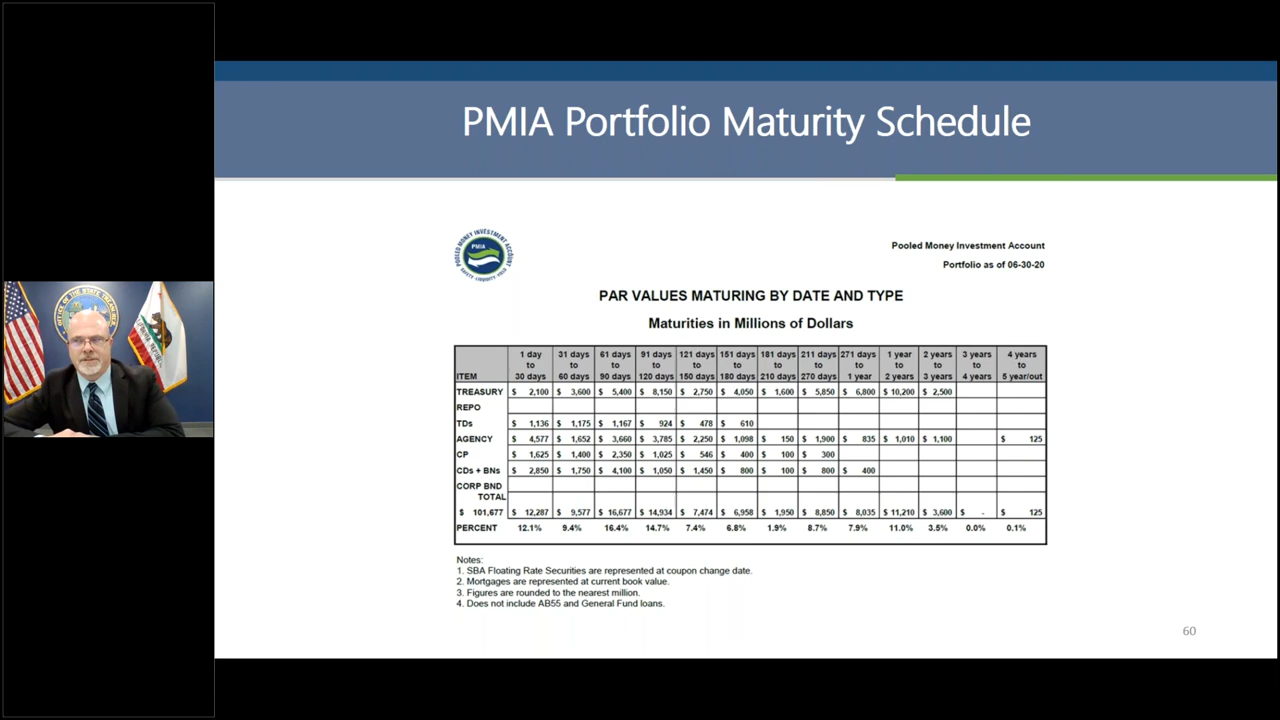 PMIA Portfolio Maturity Schedule
POOLED MONEY INVESTMENT ACCOUNT
PMIA
SAFETY LIQUIDITY YIELD
Pooled Money Investment Account
Portfolio as of 06-30-20
PAR VALUES MATURING BY DATE AND TYPE
Maturities in Millions of Dollars
ITEM 1 day to 30 days 31 days to 60 days 61 days to 90 days 91 days to 120 days 121 days to 150 days 151 days to 180 days 181 days to 210 days 211 days to 270 days 271 days to 1 year 1 year to 2 years 2 years to 3 years 3 years to 4 years 4 years to 5 year/out
TREASURY $ 2,100 $ 3,600 $ 5,400 $ 8,150 $ 2,750 $ 4,050 $ 1,600 $ 5,850 $ 6,800 $ 10,200 $ 2,500
REPO
TDs $ 1,136 $ 1,175 $ 1,167 $ 924 $ 478 $ 610
AGENCY $ 4,577 $ 1,652 $ 3,660 $ 3,785 $ 2,250 $ 1,098 $ 150 $ 1,900 $ 835 $ 1,010 $ 1,100 $ 125
CP $ 1,625 $ 1,400 $ 2,350 $ 1,025 $ 546 $ 400 $ 100 $ 300
CDs + BNs $ 2,850 $ 1,750 $ 4,100 $ 1,050 $ 1,450 $ 800 $ 100 $ 800 $ 400
CORP BND
TOTAL
$ 101,677 $ 12,287 $ 9,577 $ 16,677 $ 14,934 $ 7,474 $ 6,958 $ 1,950 $ 8,850 $ 8,035 $ 11,210 $ 3,600 $ - $ 125
PERCENT 12.1% 9.4% 16.4% 14.7% 7.4% 6.8% 1.9% 8.7% 7.9% 11.0% 3.5% 0.0% 0.1%
Notes:
1. SBA Floating Rate Securities are represented at coupon change date.
2. Mortgages are represented at current book value.
3. Figures are rounded to the nearest million.
4. Does not include AB55 and General Fund loans.
60